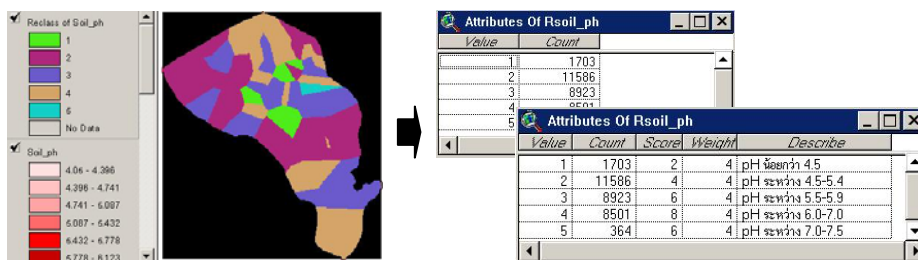 Reclass of Soil_ph
1
2
3
4
5
No Data
Soil_ph
4.06 - 4.396
4.396 - 4.741
4.741 - 5.087
5.087 - 5.432
5.432 - 5.778
5.778 - 6.123
Attributes Of Rsoil_ph
Value Count
1 1703
2 11586
3 8923
4 8501
5
Attributes Of Rsoil_ph
Value Count Score Weight Describe
1 1703 2 4 pH น้อยกว่า 4.5
2 11586 4 4 pH ระหว่าง 4.5-5.4
3 8923 6 4 pH ระหว่าง 5.5-5.9
4 8501 8 4 pH ระหว่าง 6.0-7.0
5 364 6 4 pH ระหว่าง 7.0-7.5